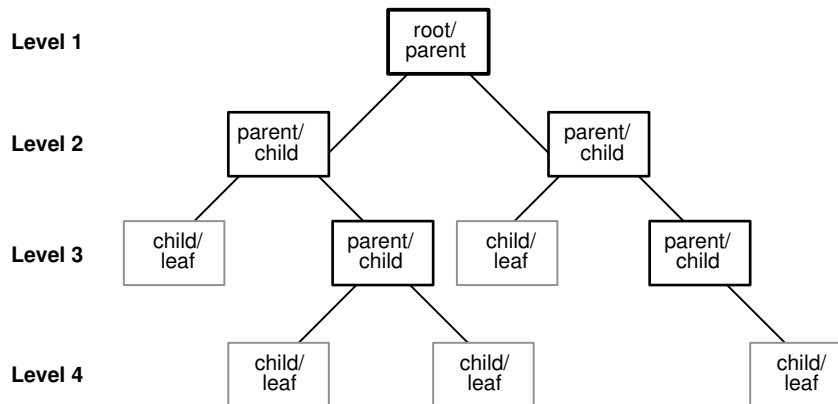 Level 1
root/
parent
Level 2
parent/
child
parent/
child
Level 3
child/
leaf
parent/
child
child/
leaf
parent/
child
Level 4
child/
leaf
child/
leaf
child/
leaf